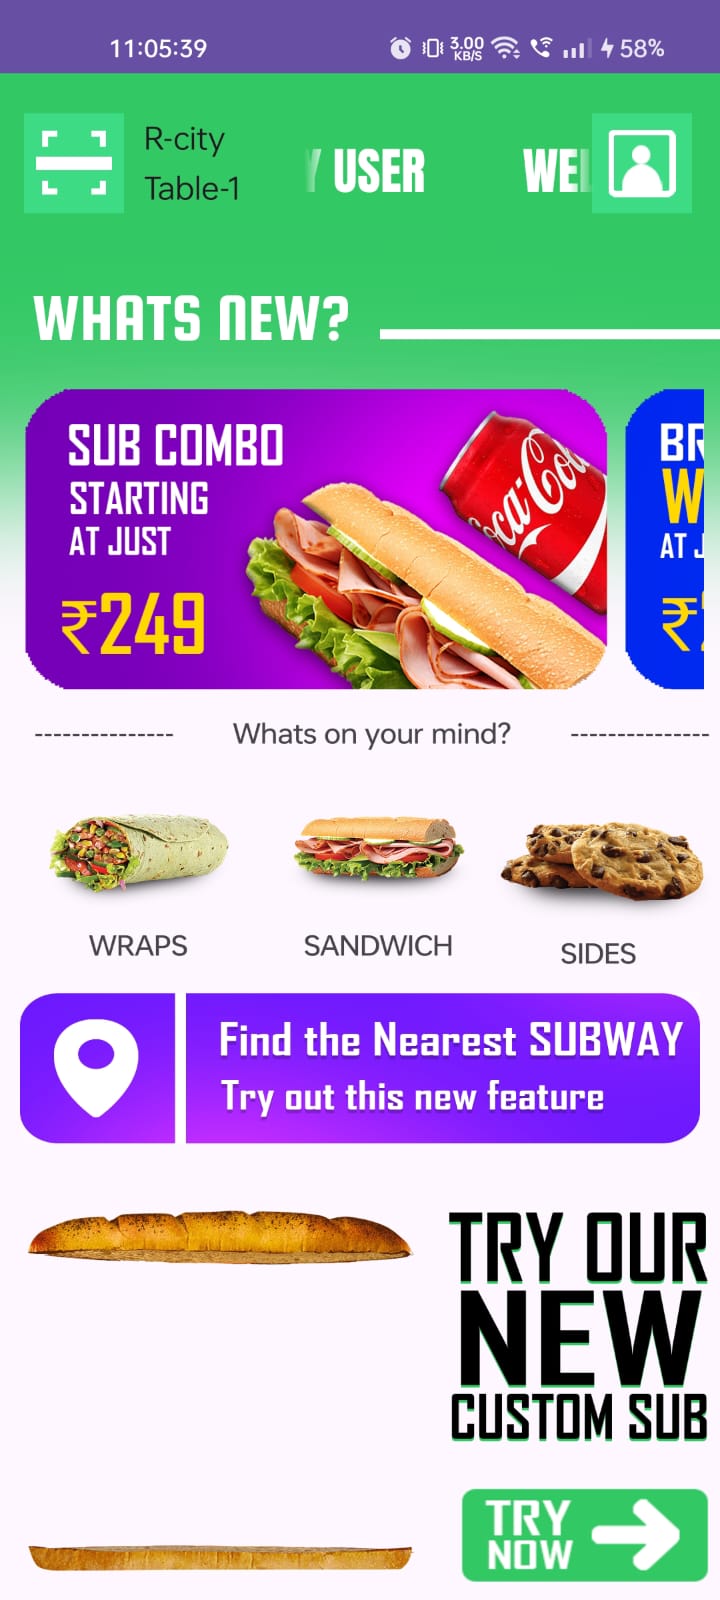 11:05:39
3.00
KB/S
58%
R-city
Table-1
Y USER
WEL
WHATS NEW?
SUB COMBO
STARTING
AT JUST
₹249
Coca-Cola
BR
W
AT J
₹2
--------------- Whats on your mind? ---------------
WRAPS
SANDWICH
SIDES
Find the Nearest SUBWAY
Try out this new feature
TRY OUR
NEW
CUSTOM SUB
TRY
NOW